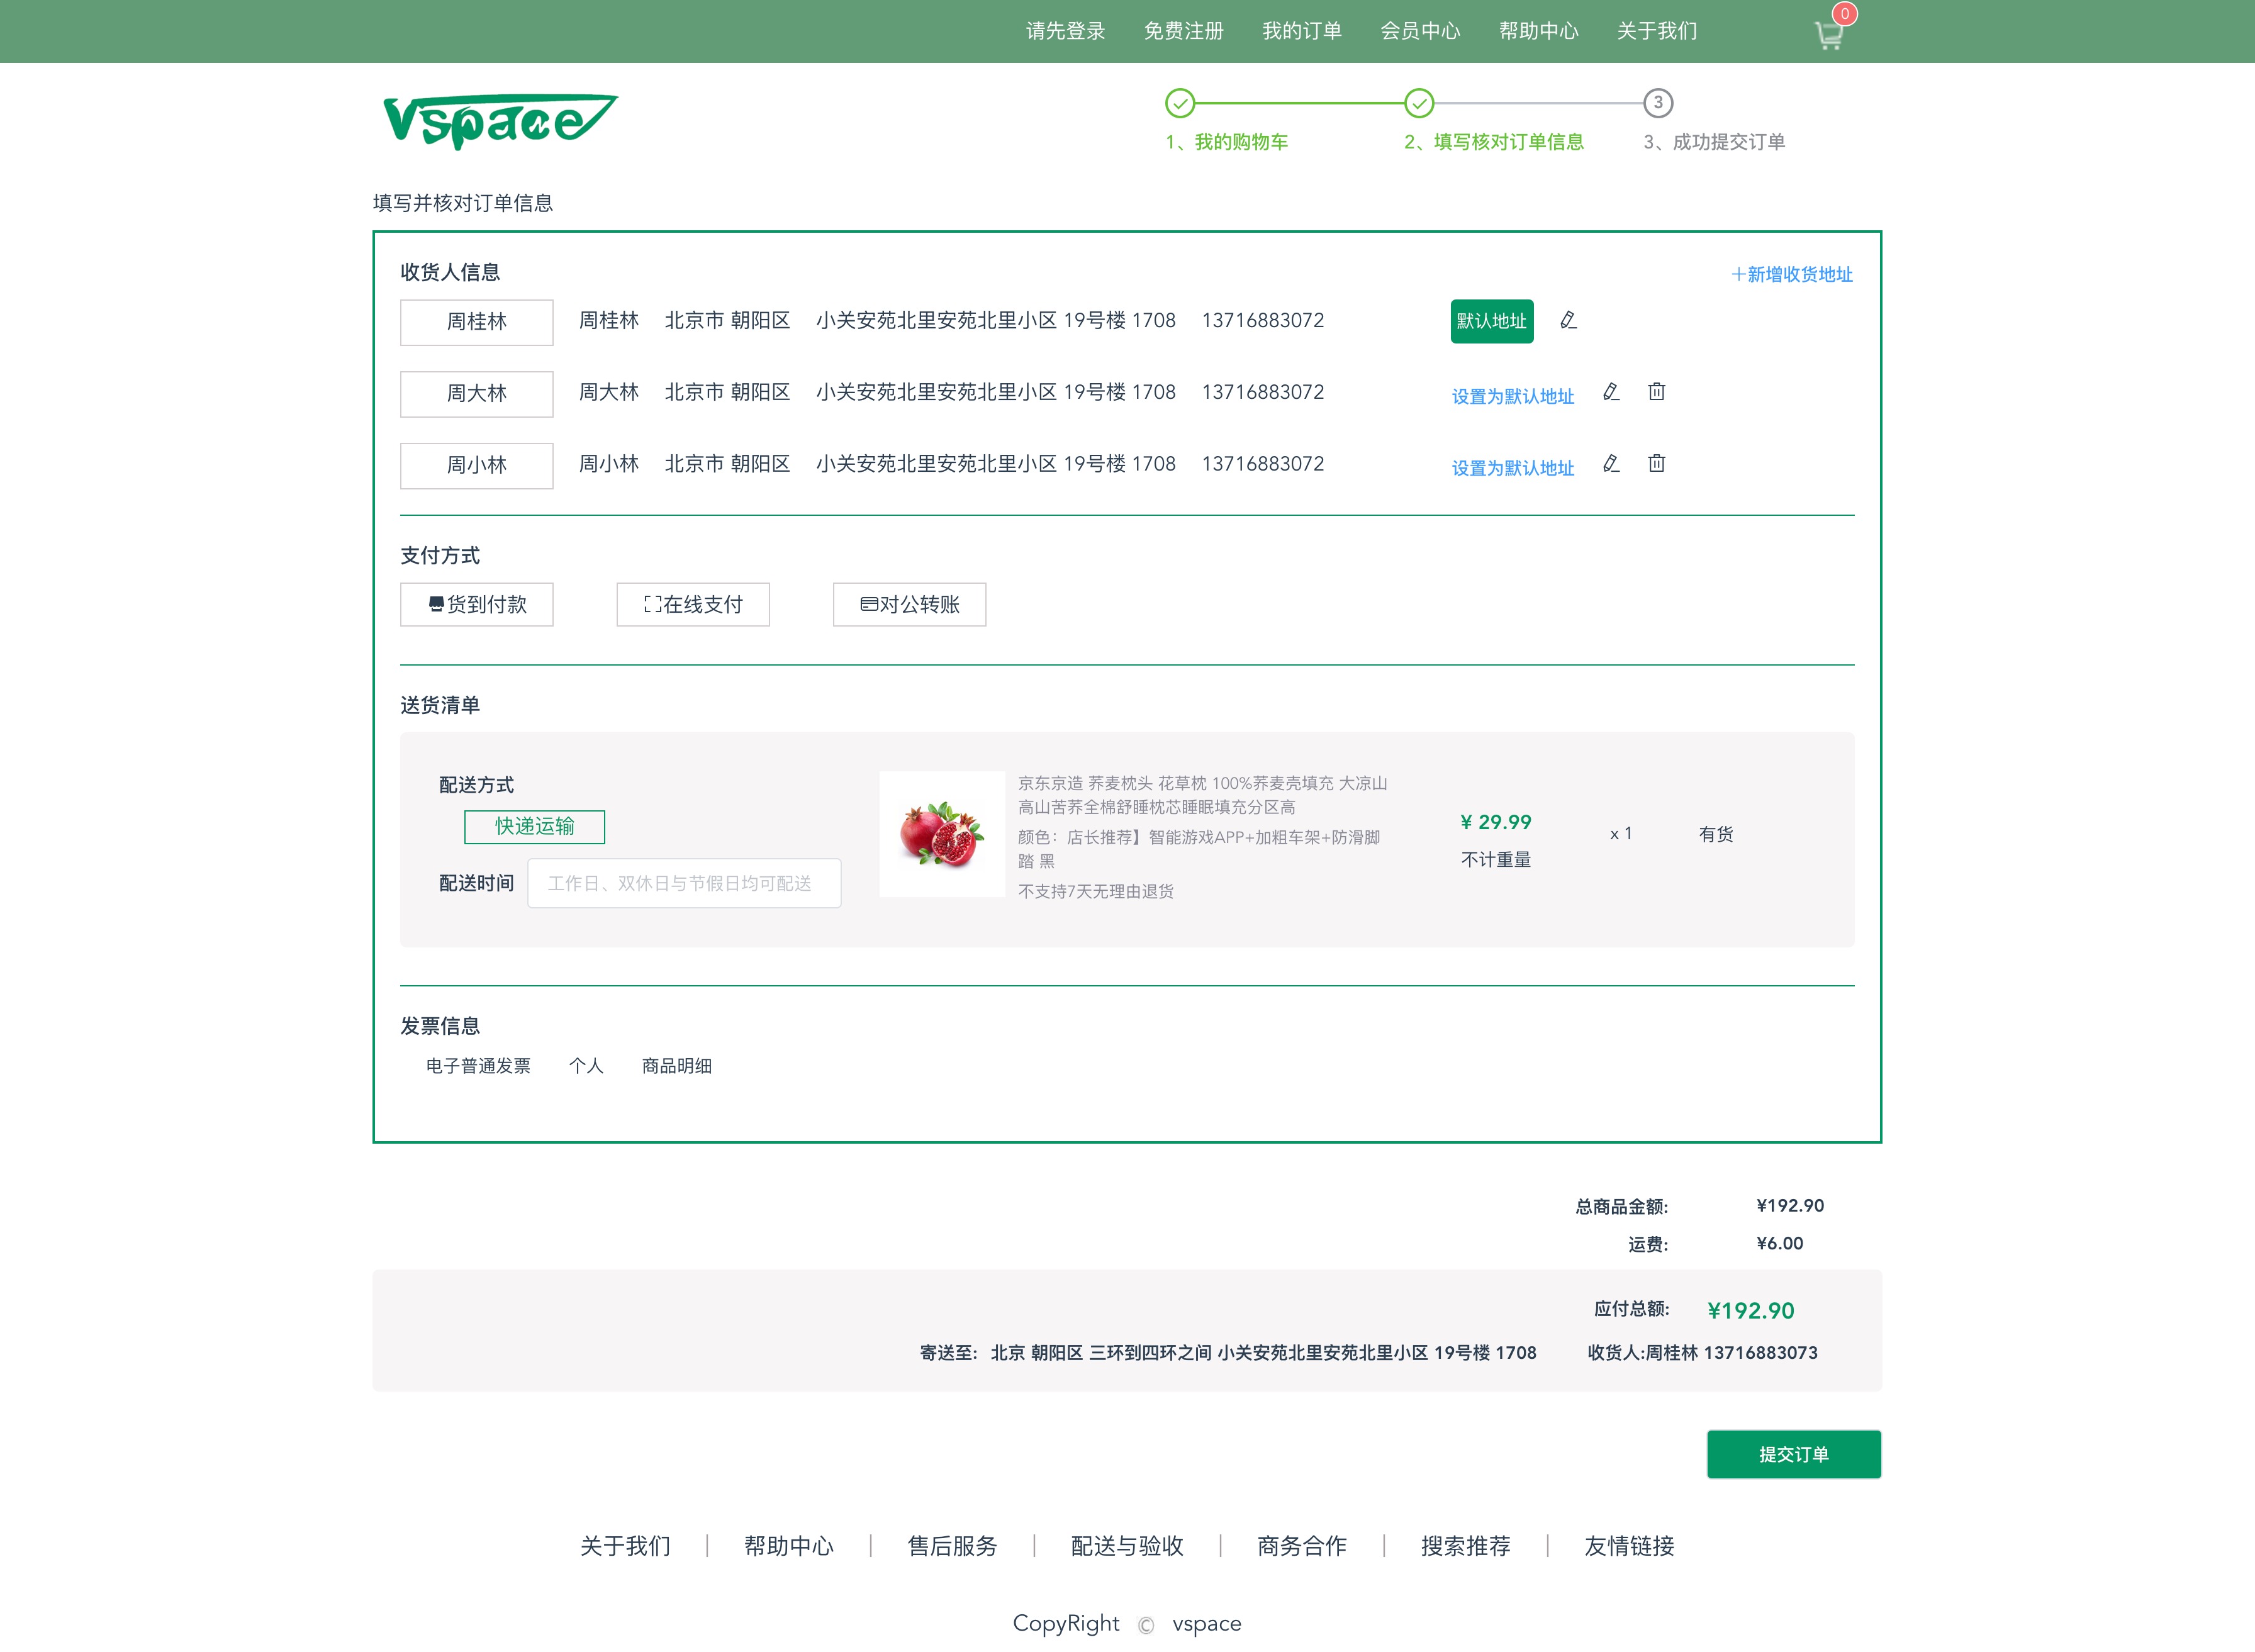 请先登录 免费注册 我的订单 会员中心 帮助中心 关于我们 0
Vspace
3
1、我的购物车 2、填写核对订单信息 3、成功提交订单
填写并核对订单信息
收货人信息 +新增收货地址
周桂林 周桂林 北京市 朝阳区 小关安苑北里安苑北里小区 19号楼 1708 13716883072 默认地址
周大林 周大林 北京市 朝阳区 小关安苑北里安苑北里小区 19号楼 1708 13716883072 设置为默认地址
周小林 周小林 北京市 朝阳区 小关安苑北里安苑北里小区 19号楼 1708 13716883072 设置为默认地址
支付方式
货到付款 在线支付 对公转账
送货清单
配送方式
快递运输
配送时间 工作日、双休日与节假日均可配送
京东京造 荞麦枕头 花草枕 100%荞麦壳填充 大凉山
高山苦荞全棉舒睡枕芯睡眠填充分区高
颜色：店长推荐】智能游戏APP+加粗车架+防滑脚
踏 黑
不支持7天无理由退货
¥ 29.99
不计重量
x 1
有货
发票信息
电子普通发票 个人 商品明细
总商品金额: ¥192.90
运费: ¥6.00
应付总额: ¥192.90
寄送至: 北京 朝阳区 三环到四环之间 小关安苑北里安苑北里小区 19号楼 1708 收货人:周桂林 13716883073
提交订单
关于我们 | 帮助中心 | 售后服务 | 配送与验收 | 商务合作 | 搜索推荐 | 友情链接
CopyRight © vspace